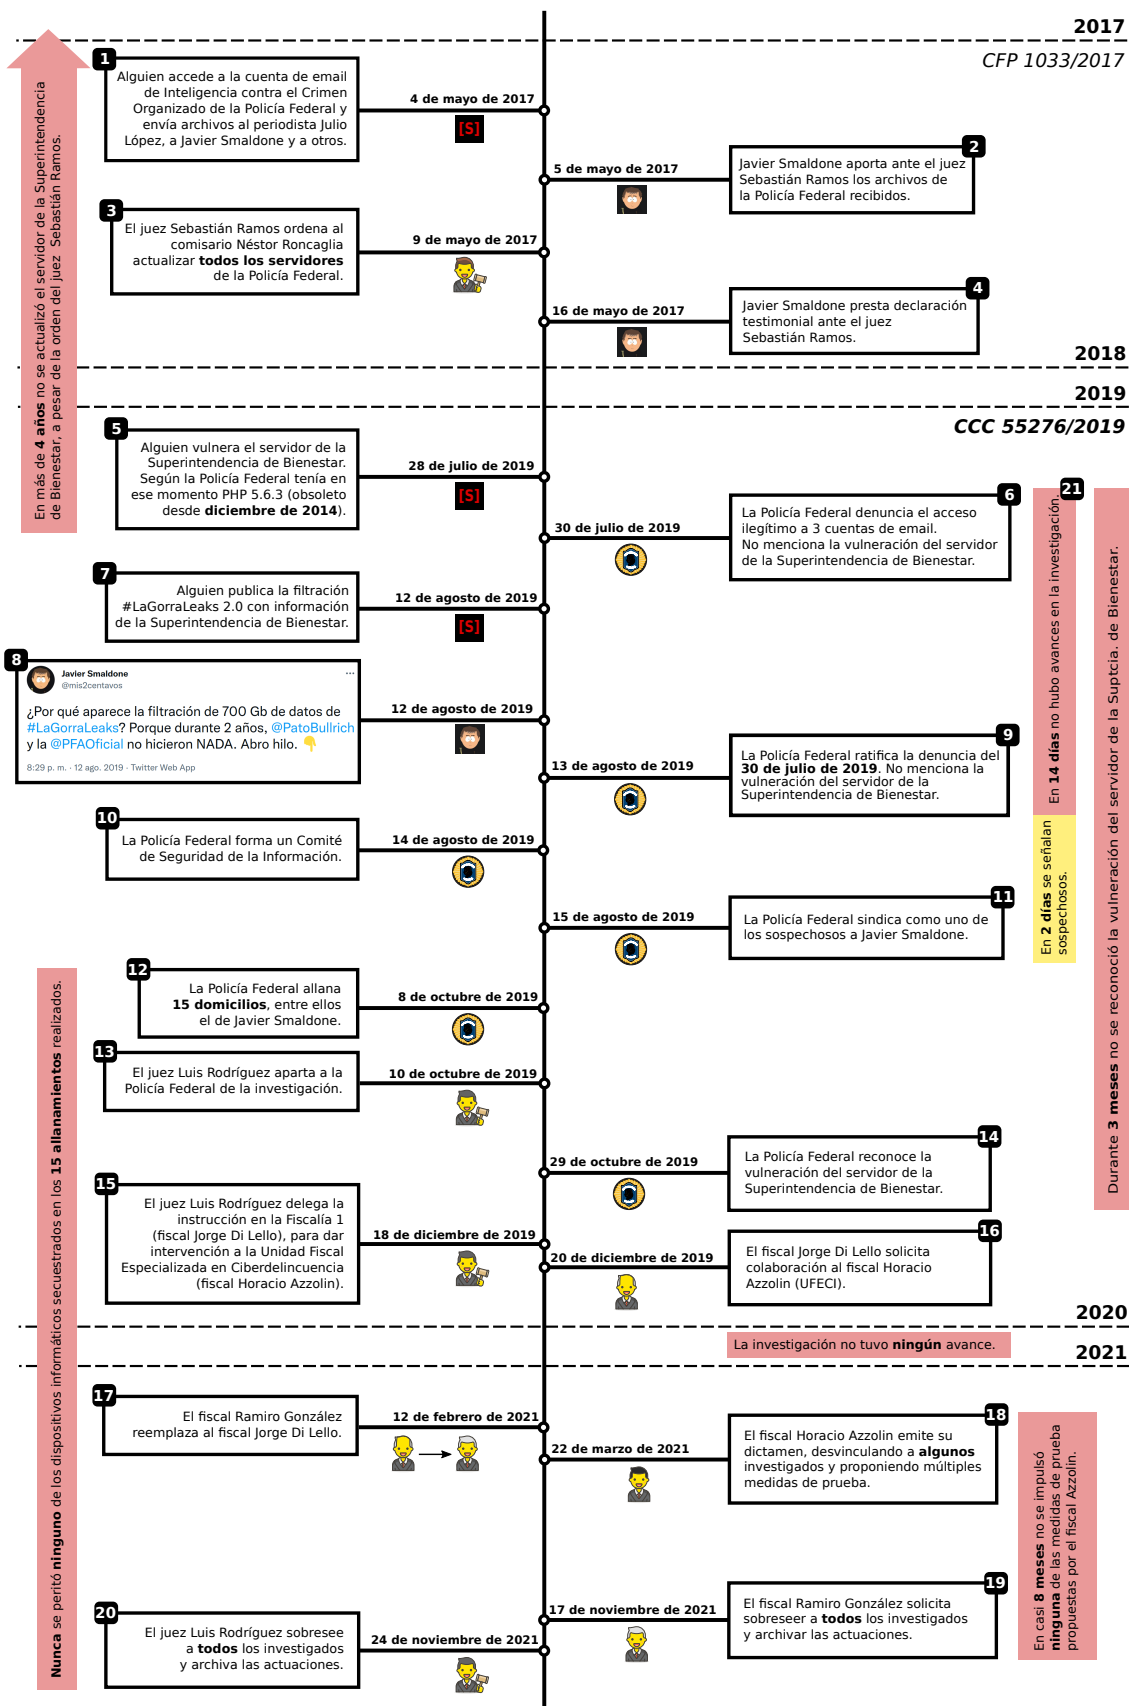 2017
CFP 1033/2017
1
Alguien accede a la cuenta de email
de Inteligencia contra el Crimen
Organizado de la Policía Federal y
envía archivos al periodista Julio
López, a Javier Smaldone y a otros.
4 de mayo de 2017
[S]
2
5 de mayo de 2017
Javier Smaldone aporta ante el juez
Sebastián Ramos los archivos de
la Policía Federal recibidos.
3
El juez Sebastián Ramos ordena al
comisario Néstor Roncaglia
actualizar todos los servidores
de la Policía Federal.
9 de mayo de 2017
4
16 de mayo de 2017
Javier Smaldone presta declaración
testimonial ante el juez
Sebastián Ramos.
En más de 4 años no se actualizó el servidor de la Superintendencia
de Bienestar, a pesar de la orden del juez Sebastián Ramos.
2018
2019
CCC 55276/2019
5
Alguien vulnera el servidor de la
Superintendencia de Bienestar.
Según la Policía Federal tenía en
ese momento PHP 5.6.3 (obsoleto
desde diciembre de 2014).
28 de julio de 2019
[S]
6
30 de julio de 2019
La Policía Federal denuncia el acceso
ilegítimo a 3 cuentas de email.
No menciona la vulneración del servidor
de la Superintendencia de Bienestar.
7
Alguien publica la filtración
#LaGorraLeaks 2.0 con información
de la Superintendencia de Bienestar.
12 de agosto de 2019
[S]
8
Javier Smaldone
@mis2centavos
¿Por qué aparece la filtración de 700 Gb de datos de
#LaGorraLeaks? Porque durante 2 años, @PatoBullrich
y la @PFAOficial no hicieron NADA. Abro hilo. 👇
8:29 p. m. · 12 ago. 2019 · Twitter Web App
12 de agosto de 2019
9
13 de agosto de 2019
La Policía Federal ratifica la denuncia del
30 de julio de 2019. No menciona la
vulneración del servidor de la
Superintendencia de Bienestar.
10
La Policía Federal forma un Comité
de Seguridad de la Información.
14 de agosto de 2019
11
15 de agosto de 2019
La Policía Federal sindica como uno de
los sospechosos a Javier Smaldone.
21
En 14 días no hubo avances en la investigación.
En 2 días se señalan
sospechosos.
Durante 3 meses no se reconoció la vulneración del servidor de la Suptcia. de Bienestar.
12
La Policía Federal allana
15 domicilios, entre ellos
el de Javier Smaldone.
8 de octubre de 2019
13
El juez Luis Rodríguez aparta a la
Policía Federal de la investigación.
10 de octubre de 2019
14
29 de octubre de 2019
La Policía Federal reconoce la
vulneración del servidor de la
Superintendencia de Bienestar.
15
El juez Luis Rodríguez delega la
instrucción en la Fiscalía 1
(fiscal Jorge Di Lello), para dar
intervención a la Unidad Fiscal
Especializada en Ciberdelincuencia
(fiscal Horacio Azzolin).
18 de diciembre de 2019
16
20 de diciembre de 2019
El fiscal Jorge Di Lello solicita
colaboración al fiscal Horacio
Azzolin (UFECI).
Nunca se peritó ninguno de los dispositivos informáticos secuestrados en los 15 allanamientos realizados.
2020
La investigación no tuvo ningún avance.
2021
17
El fiscal Ramiro González
reemplaza al fiscal Jorge Di Lello.
12 de febrero de 2021
18
22 de marzo de 2021
El fiscal Horacio Azzolin emite su
dictamen, desvinculando a algunos
investigados y proponiendo múltiples
medidas de prueba.
En casi 8 meses no se impulsó
ninguna de las medidas de prueba
propuestas por el fiscal Azzolin.
19
17 de noviembre de 2021
El fiscal Ramiro González solicita
sobreseer a todos los investigados
y archivar las actuaciones.
20
El juez Luis Rodríguez sobresee
a todos los investigados
y archiva las actuaciones.
24 de noviembre de 2021